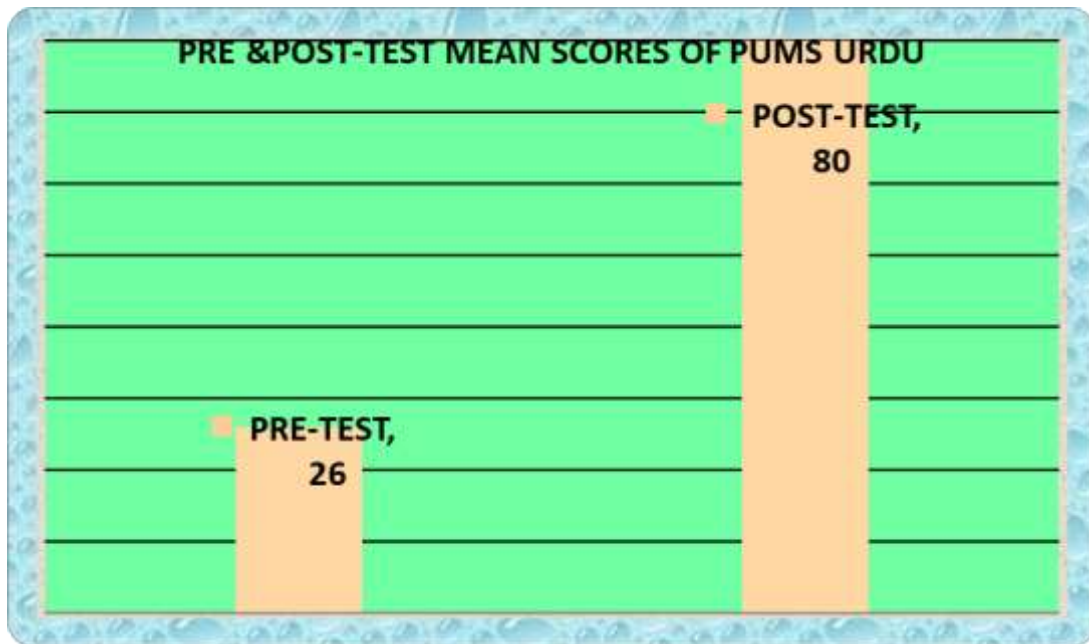 PRE &POST-TEST MEAN SCORES OF PUMS URDU
POST-TEST,
80
PRE-TEST,
26